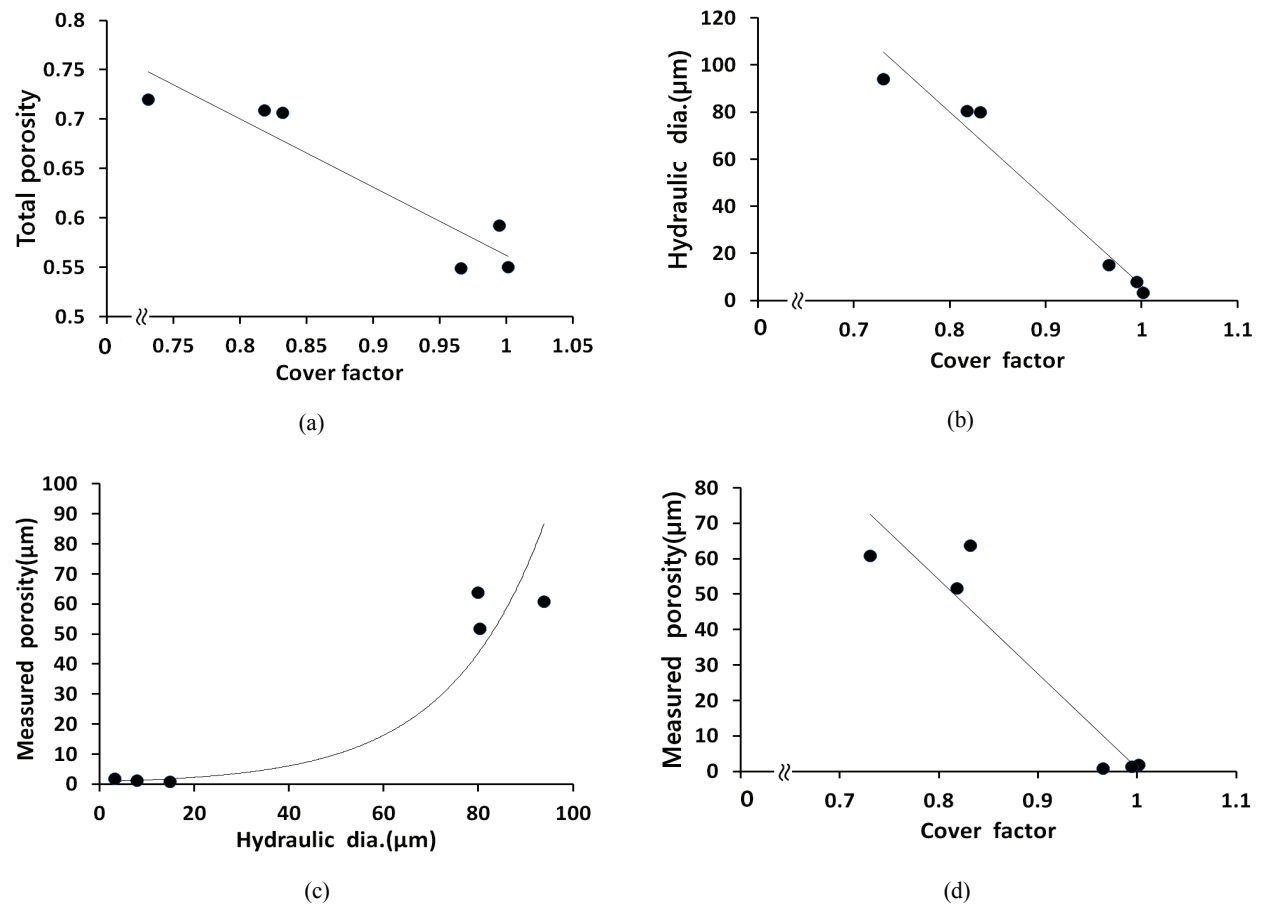 0.8
0.75
0.7
0.65
0.6
0.55
0.5
Total porosity
0 0.75 0.8 0.85 0.9 0.95 1 1.05
Cover factor
(a)
120
100
80
60
40
20
0
Hydraulic dia.(μm)
0 0.7 0.8 0.9 1 1.1
Cover factor
(b)
100
90
80
70
60
50
40
30
20
10
0
Measured porosity(μm)
0 20 40 60 80 100
Hydraulic dia.(μm)
(c)
80
70
60
50
40
30
20
10
0
Measured porosity(μm)
0 0.7 0.8 0.9 1 1.1
Cover factor
(d)